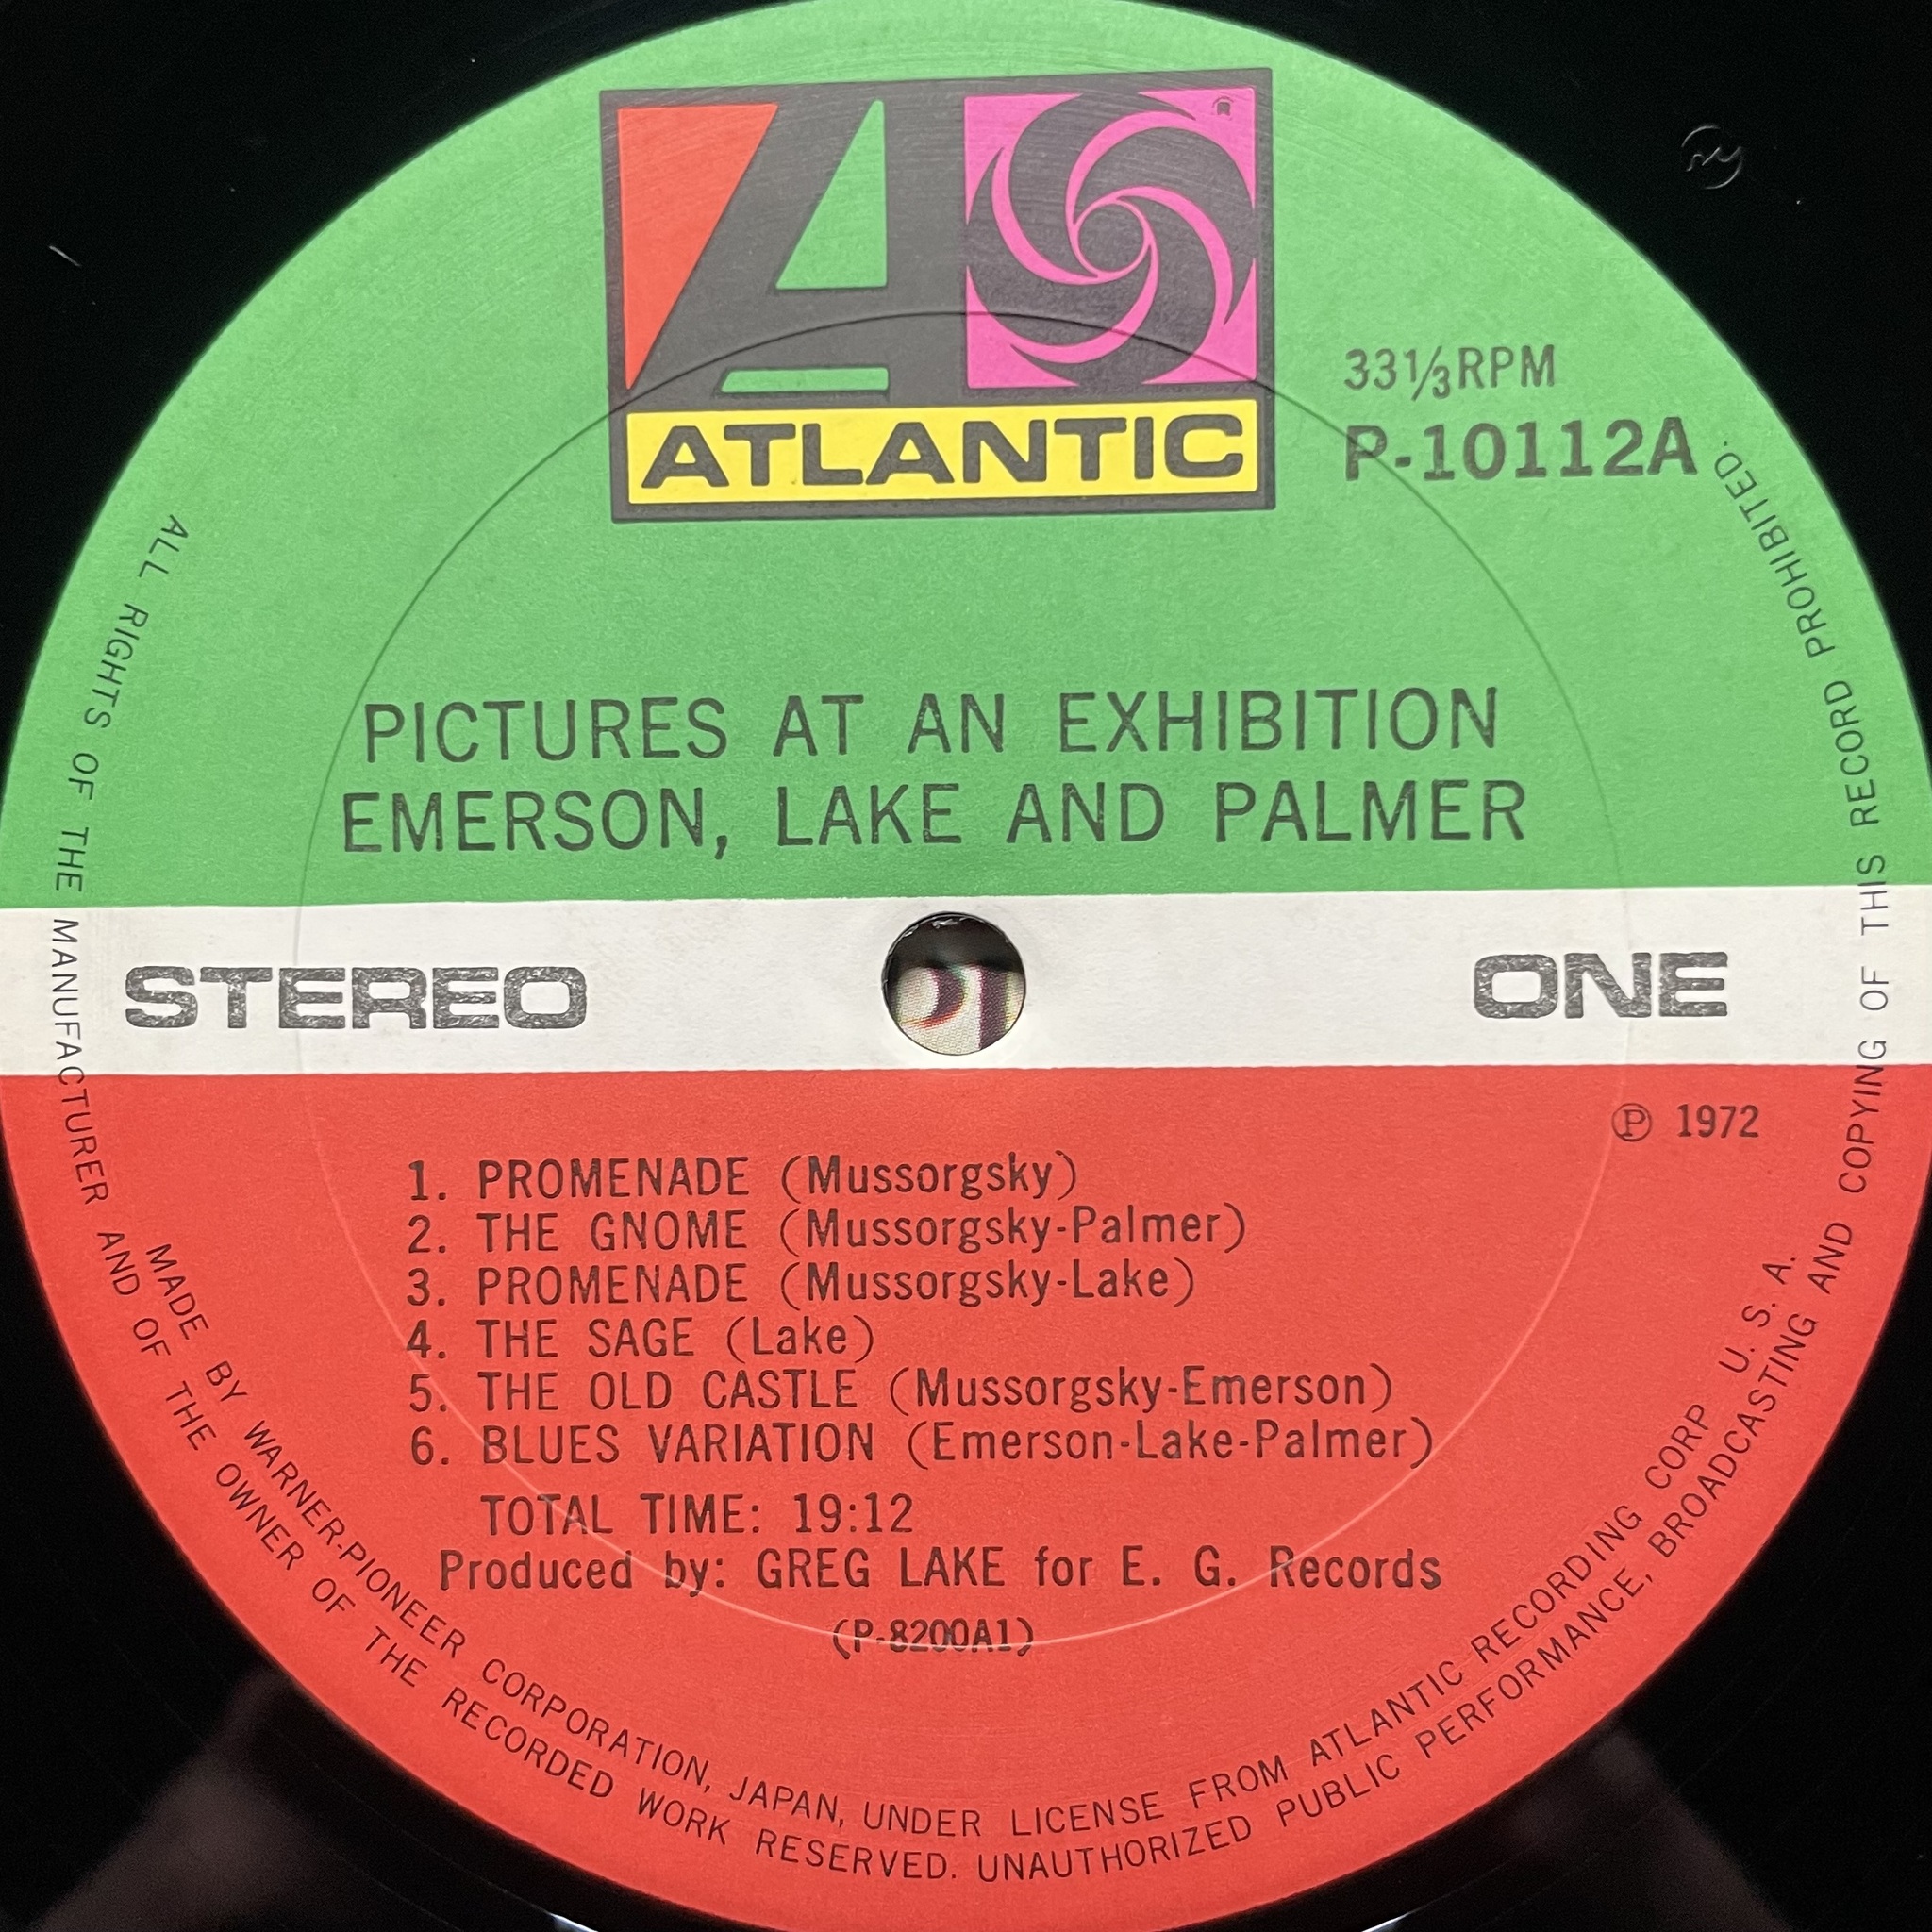 ATLANTIC
33⅓RPM
P-10112A
PICTURES AT AN EXHIBITION
EMERSON, LAKE AND PALMER
STEREO
ONE
Ⓟ 1972
1. PROMENADE (Mussorgsky)
2. THE GNOME (Mussorgsky-Palmer)
3. PROMENADE (Mussorgsky-Lake)
4. THE SAGE (Lake)
5. THE OLD CASTLE (Mussorgsky-Emerson)
6. BLUES VARIATION (Emerson-Lake-Palmer)
TOTAL TIME: 19:12
Produced by: GREG LAKE for E. G. Records
(P-8200A1)
MADE BY WARNER-PIONEER CORPORATION, JAPAN, UNDER LICENSE FROM ATLANTIC RECORDING CORP U. S. A.
ALL RIGHTS OF THE MANUFACTURER AND OF THE OWNER OF THE RECORDED WORK RESERVED. UNAUTHORIZED PUBLIC PERFORMANCE, BROADCASTING AND COPYING OF THIS RECORD PROHIBITED.